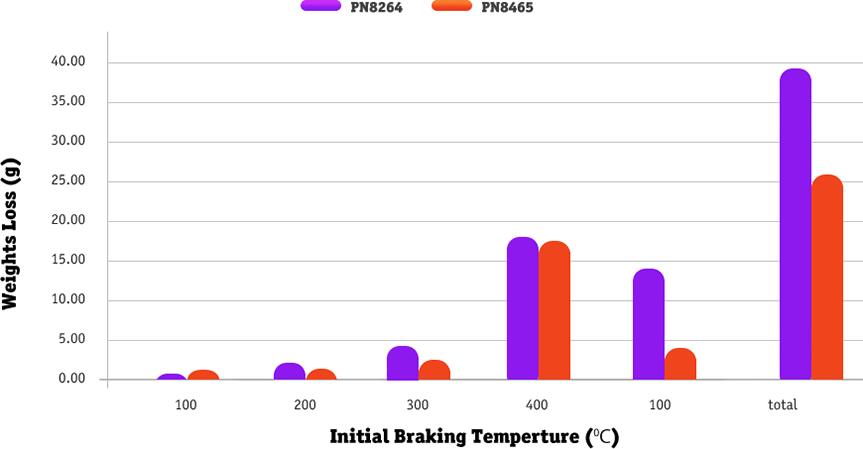 PN8264 PN8465
40.00
35.00
30.00
25.00
20.00
15.00
10.00
5.00
0.00
Weights Loss (g)
100 200 300 400 100 total
Initial Braking Temperture (⁰C)